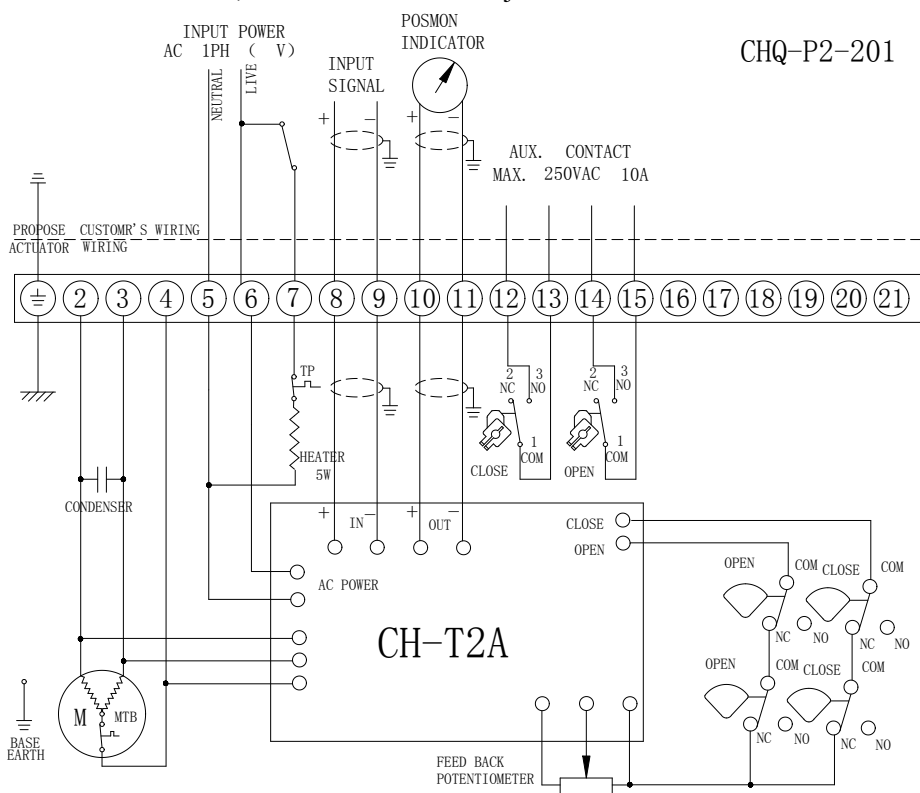 INPUT POWER
AC 1PH ( V)
NEUTRAL
LIVE
INPUT
SIGNAL
+ −
POSMON
INDICATOR
+ −
CHQ-P2-201
AUX. CONTACT
MAX. 250VAC 10A
PROPOSE CUSTOMR'S WIRING
ACTUATOR WIRING
2 3 4 5 6 7 8 9 10 11 12 13 14 15 16 17 18 19 20 21
TP
HEATER
5W
2
NC
3
NO
1
COM
CLOSE
2
NC
3
NO
1
COM
OPEN
CONDENSER
+ IN −
+ OUT −
CLOSE
OPEN
AC POWER
CH-T2A
OPEN
COM
CLOSE
COM
NC
NO
NC
NO
OPEN
COM
CLOSE
COM
NC
NO
NC
NO
M
MTB
BASE
EARTH
FEED BACK
POTENTIOMETER